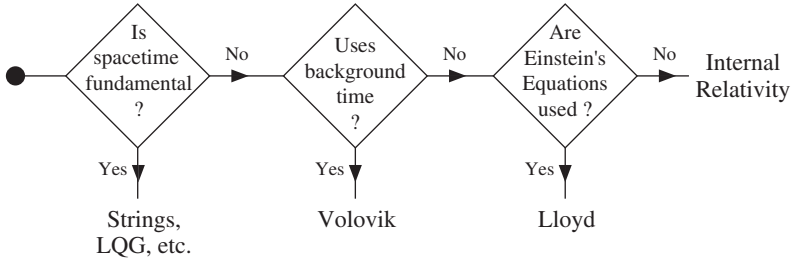 Is
spacetime
fundamental
?
No
Yes
Strings,
LQG, etc.
Uses
background
time
?
No
Yes
Volovik
Are
Einstein's
Equations
used ?
No
Yes
Lloyd
Internal
Relativity